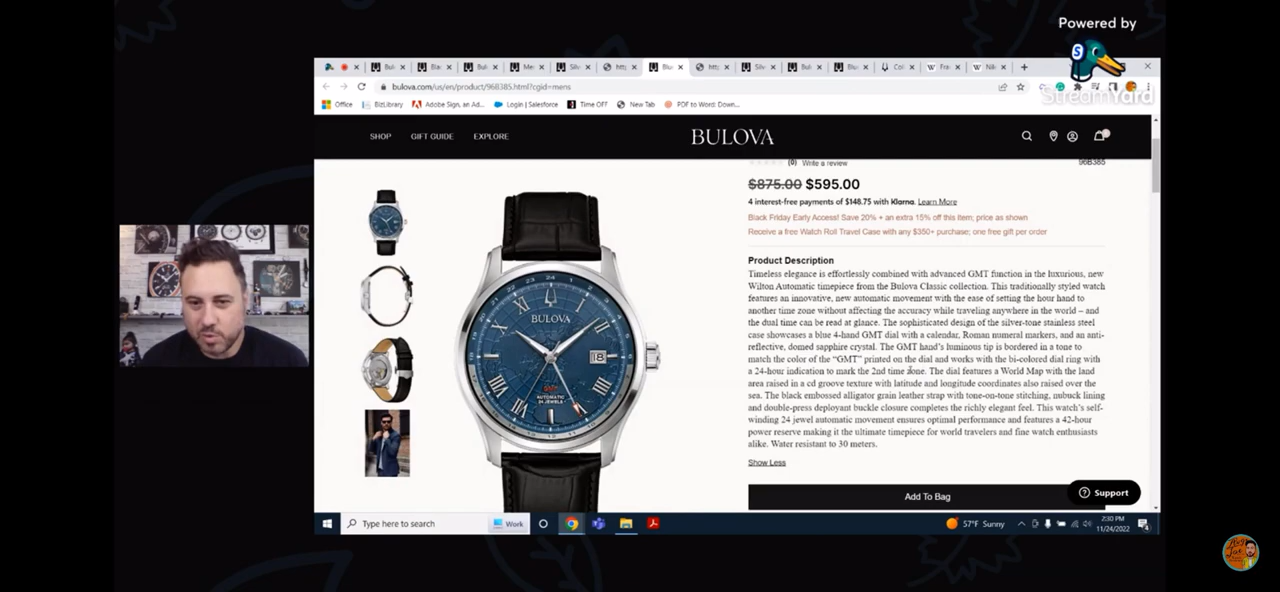 Powered by
S
StreamYard
bulova.com/us/en/product/96B385.html?cgid=mens
Office BizLibrary Adobe Sign, an Ad... Login | Salesforce Time OFF New Tab PDF to Word: Down...
SHOP GIFT GUIDE EXPLORE BULOVA
(0) Write a review 96B385
$875.00 $595.00
4 interest-free payments of $148.75 with Klarna. Learn More
Black Friday Early Access! Save 20% + an extra 15% off this item; price as shown
Receive a free Watch Roll Travel Case with any $350+ purchase; one free gift per order
Product Description
Timeless elegance is effortlessly combined with advanced GMT function in the luxurious, new
Wilton Automatic timepiece from the Bulova Classic collection. This traditionally styled watch
features an innovative, new automatic movement with the ease of setting the hour hand to
another time zone without affecting the accuracy while traveling anywhere in the world – and
the dual time can be read at glance. The sophisticated design of the silver-tone stainless steel
case showcases a blue 4-hand GMT dial with a calendar, Roman numeral markers, and an anti-
reflective, domed sapphire crystal. The GMT hand's luminous tip is bordered in a tone to
match the color of the “GMT” printed on the dial and works with the bi-colored dial ring with
a 24-hour indication to mark the 2nd time zone. The dial features a World Map with the land
area raised in a cd groove texture with latitude and longitude coordinates also raised over the
sea. The black embossed alligator grain leather strap with tone-on-tone stitching, nubuck lining
and double-press deployant buckle closure completes the richly elegant feel. This watch's self-
winding 24 jewel automatic movement ensures optimal performance and features a 42-hour
power reserve making it the ultimate timepiece for world travelers and fine watch enthusiasts
alike. Water resistant to 30 meters.
Show Less
Add To Bag
Support
BULOVA
18
GMT
AUTOMATIC
24 JEWELS
Type here to search Work 57°F Sunny 2:30 PM
11/24/2022